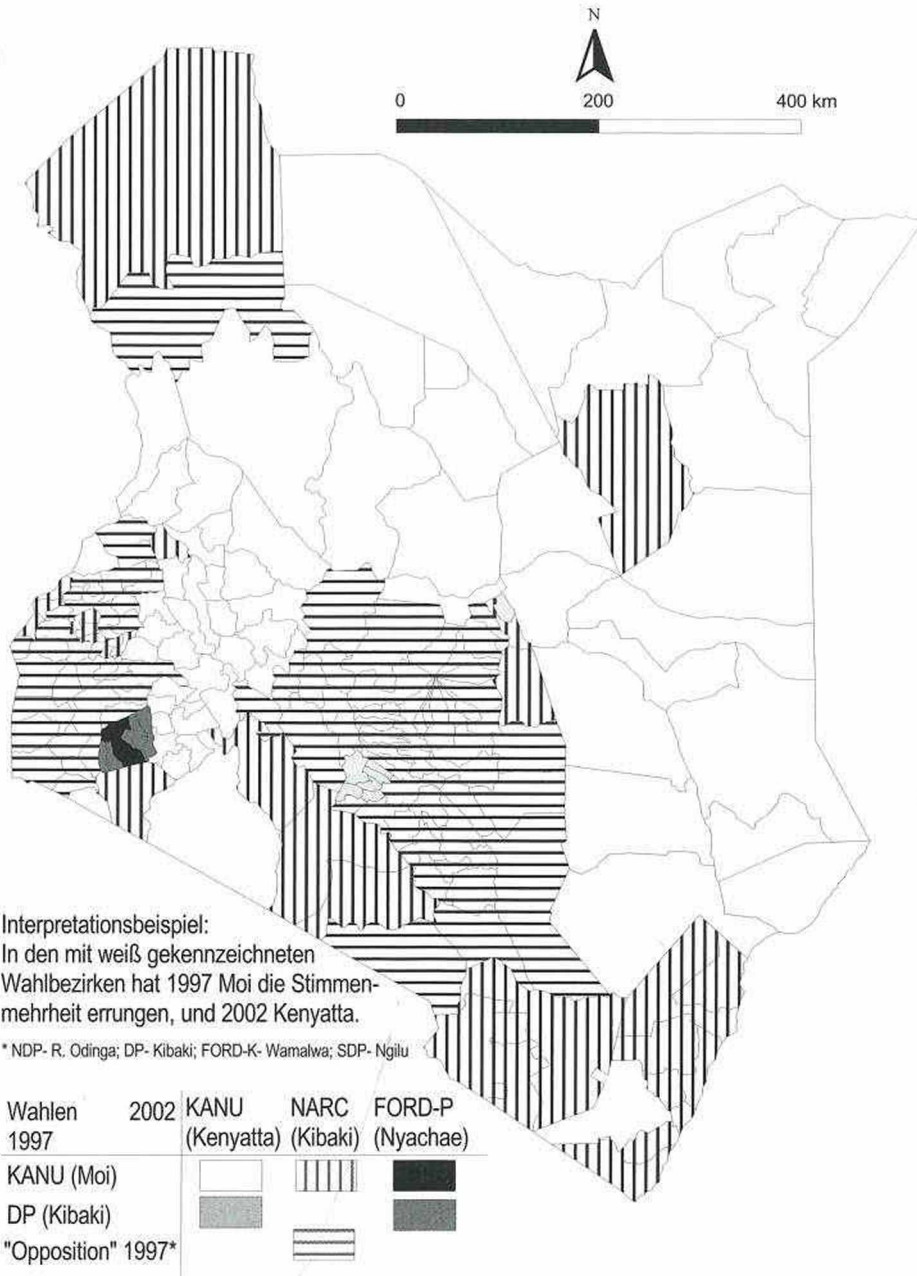 N
0 200 400 km
Interpretationsbeispiel:
In den mit weiß gekennzeichneten
Wahlbezirken hat 1997 Moi die Stimmen-
mehrheit errungen, und 2002 Kenyatta.
* NDP- R. Odinga; DP- Kibaki; FORD-K- Wamalwa; SDP- Ngilu
Wahlen 2002 KANU NARC FORD-P
1997 (Kenyatta) (Kibaki) (Nyachae)
KANU (Moi)
DP (Kibaki)
"Opposition" 1997*